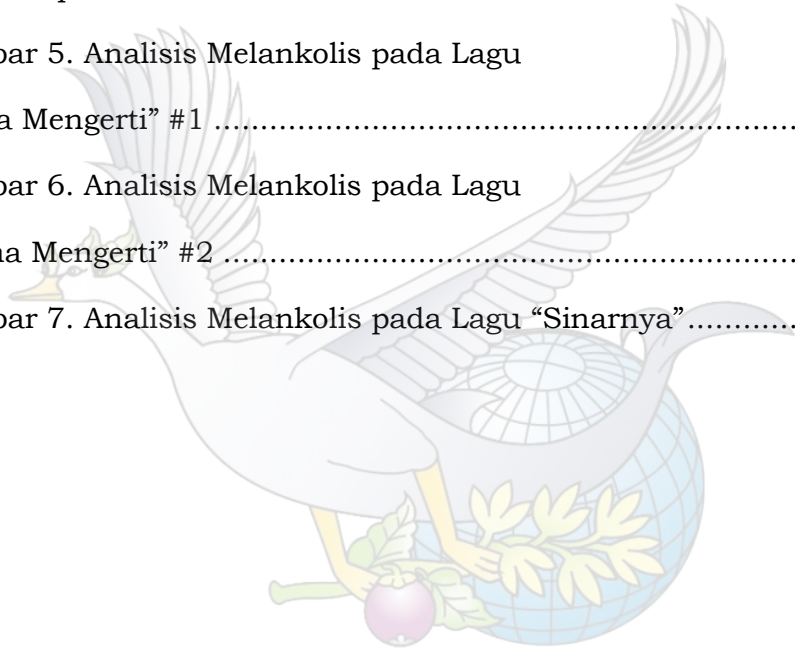 bar 5. Analisis Melankolis pada Lagu
a Mengerti” #1 ........................................................................
bar 6. Analisis Melankolis pada Lagu
na Mengerti” #2 .......................................................................
bar 7. Analisis Melankolis pada Lagu “Sinarnya”............